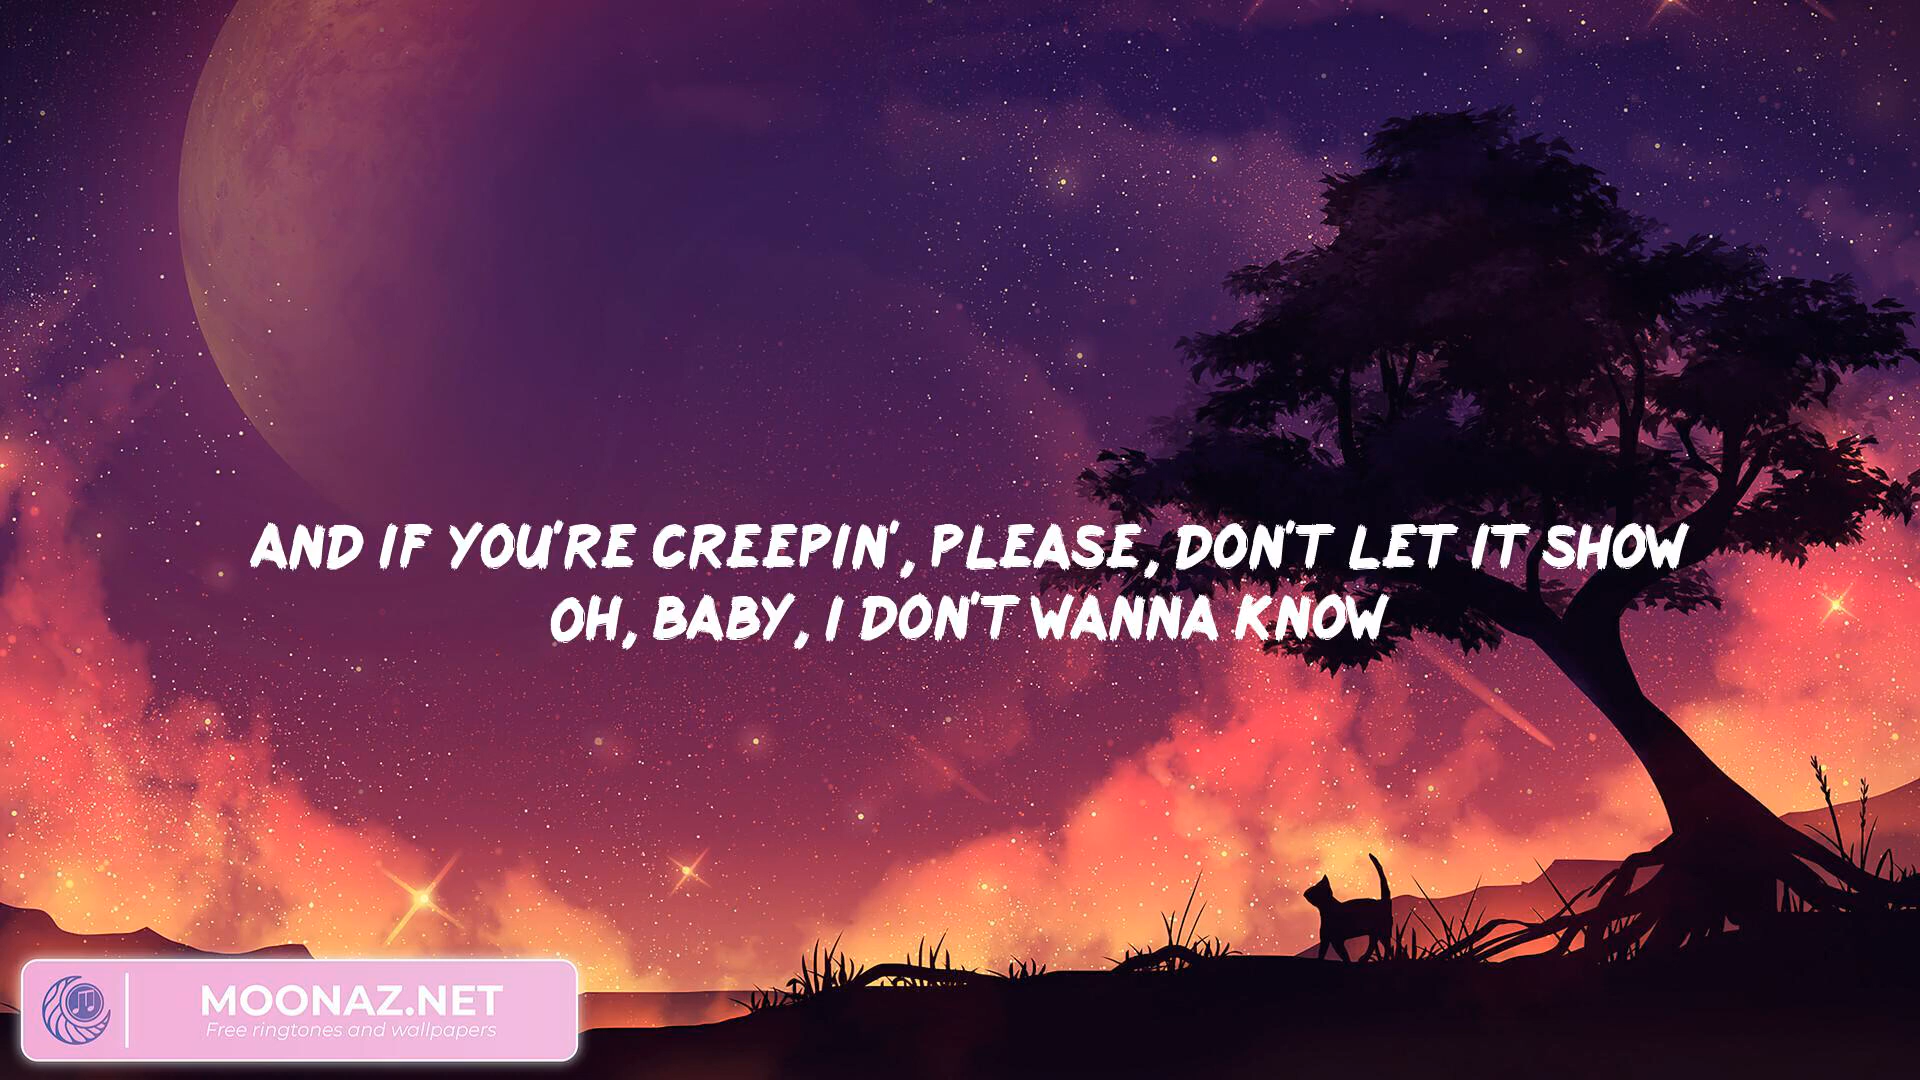 AND IF YOU'RE CREEPIN', PLEASE, DON'T LET IT SHOW
OH, BABY, I DON'T WANNA KNOW
MOONAZ.NET
Free ringtones and wallpapers